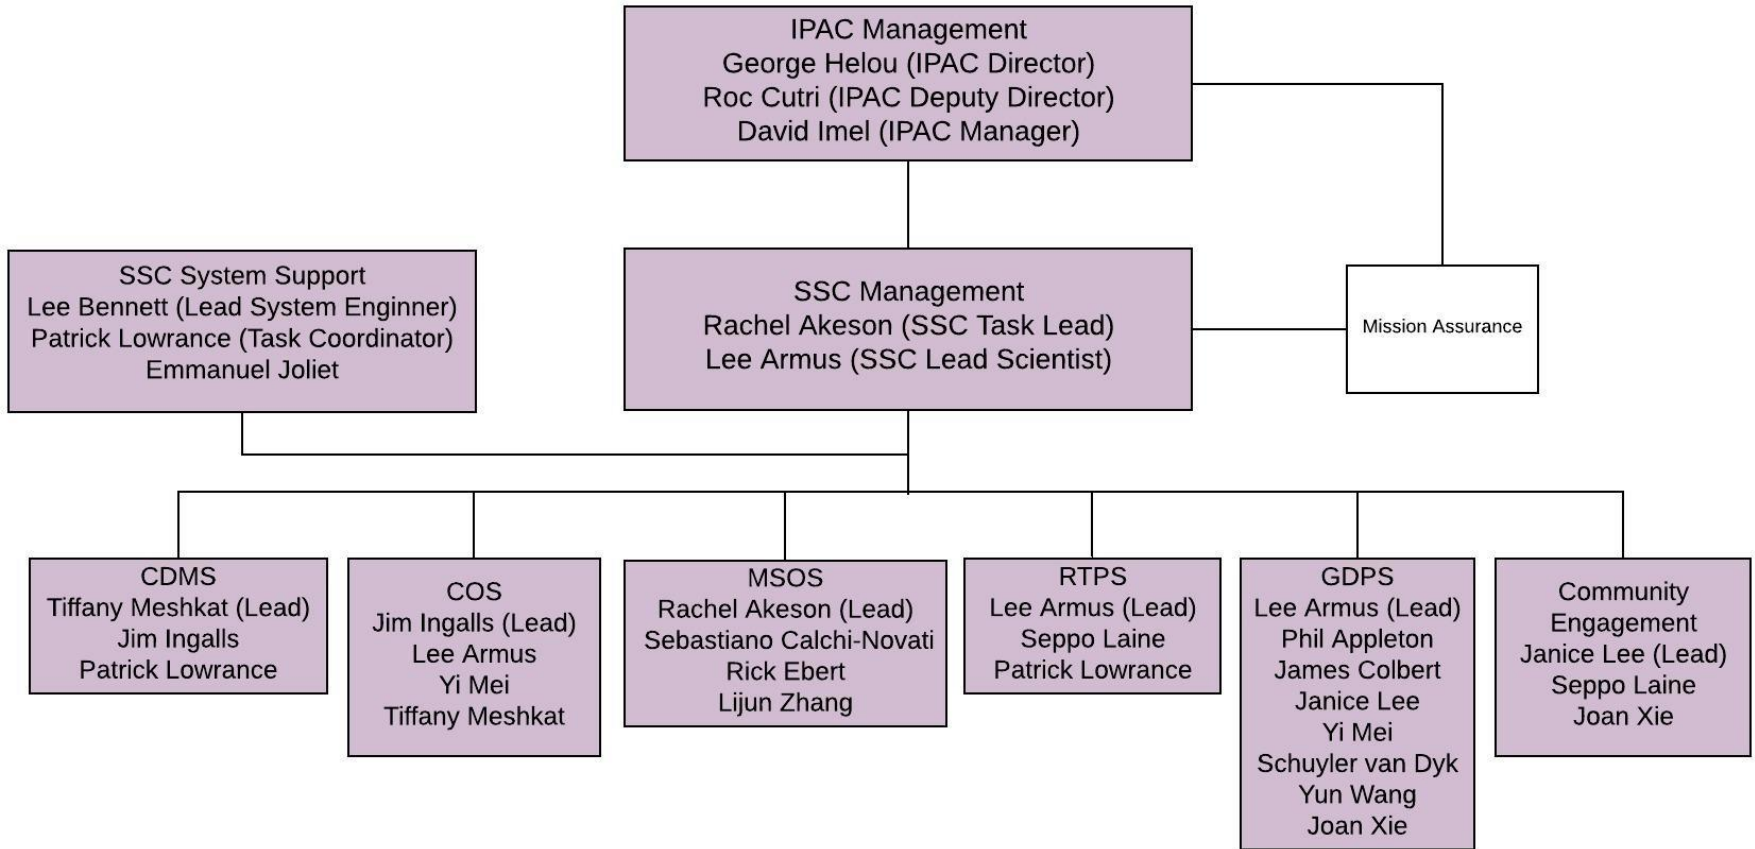 IPAC Management
George Helou (IPAC Director)
Roc Cutri (IPAC Deputy Director)
David Imel (IPAC Manager)
SSC System Support
Lee Bennett (Lead System Enginner)
Patrick Lowrance (Task Coordinator)
Emmanuel Joliet
SSC Management
Rachel Akeson (SSC Task Lead)
Lee Armus (SSC Lead Scientist)
Mission Assurance
CDMS
Tiffany Meshkat (Lead)
Jim Ingalls
Patrick Lowrance
COS
Jim Ingalls (Lead)
Lee Armus
Yi Mei
Tiffany Meshkat
MSOS
Rachel Akeson (Lead)
Sebastiano Calchi-Novati
Rick Ebert
Lijun Zhang
RTPS
Lee Armus (Lead)
Seppo Laine
Patrick Lowrance
GDPS
Lee Armus (Lead)
Phil Appleton
James Colbert
Janice Lee
Yi Mei
Schuyler van Dyk
Yun Wang
Joan Xie
Community
Engagement
Janice Lee (Lead)
Seppo Laine
Joan Xie